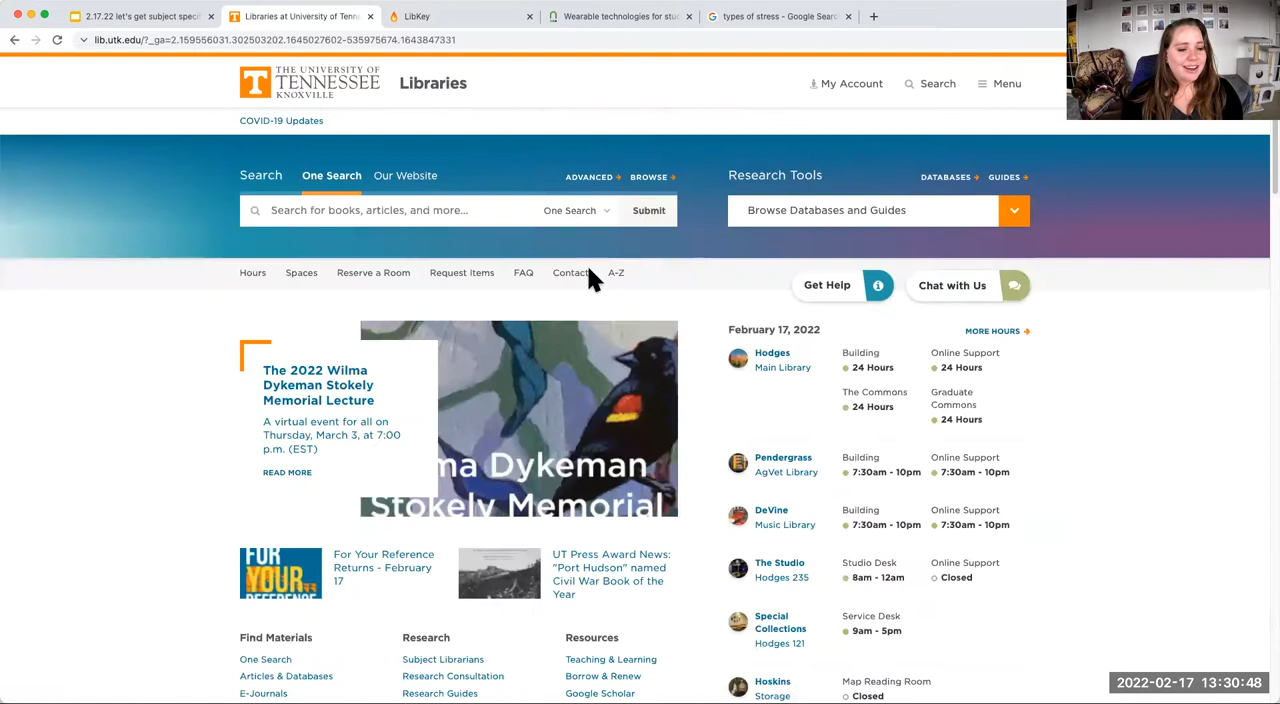 2.17.22 let's get subject specif
Libraries at University of Tenne
LibKey
Wearable technologies for stu
types of stress - Google Searc
lib.utk.edu/?_ga=2.159556031.302503202.1645027602-535975674.1643847331
THE UNIVERSITY OF
TENNESSEE
KNOXVILLE
Libraries
My Account
Search
Menu
COVID-19 Updates
Search
One Search
Our Website
ADVANCED
BROWSE
Search for books, articles, and more...
One Search
Submit
Research Tools
DATABASES
GUIDES
Browse Databases and Guides
Hours
Spaces
Reserve a Room
Request Items
FAQ
Contact
A-Z
Get Help
Chat with Us
The 2022 Wilma
Dykeman Stokely
Memorial Lecture
A virtual event for all on
Thursday, March 3, at 7:00
p.m. (EST)
READ MORE
ma Dykeman
Stokely Memorial
FOR
YOUR
REFERENCE
For Your Reference
Returns - February
17
UT Press Award News:
"Port Hudson" named
Civil War Book of the
Year
Find Materials
One Search
Articles & Databases
E-Journals
Research
Subject Librarians
Research Consultation
Research Guides
Resources
Teaching & Learning
Borrow & Renew
Google Scholar
February 17, 2022
MORE HOURS
Hodges
Main Library
Building
24 Hours
Online Support
24 Hours
The Commons
24 Hours
Graduate
Commons
24 Hours
Pendergrass
AgVet Library
Building
7:30am - 10pm
Online Support
7:30am - 10pm
DeVine
Music Library
Building
7:30am - 10pm
Online Support
7:30am - 10pm
The Studio
Hodges 235
Studio Desk
8am - 12am
Online Support
Closed
Special
Collections
Hodges 121
Service Desk
9am - 5pm
Hoskins
Storage
Map Reading Room
Closed
2022-02-17 13:30:48